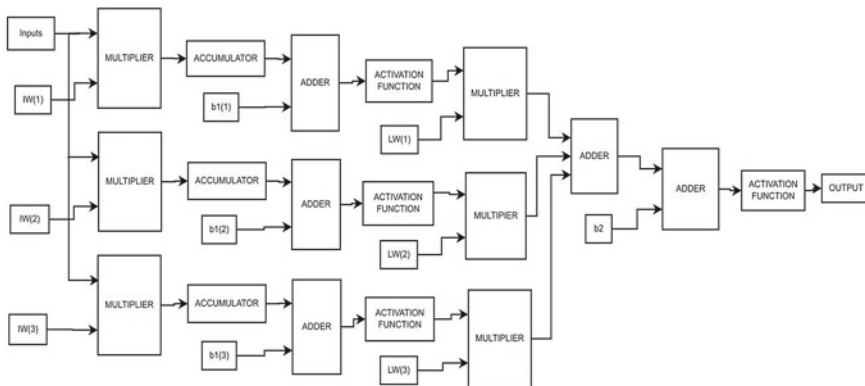 Inputs
MULTIPLIER
ACCUMULATOR
ADDER
ACTIVATION
FUNCTION
MULTIPLIER
IW(1)
b1(1)
LW(1)
ADDER
MULTIPLIER
ACCUMULATOR
ADDER
ACTIVATION
FUNCTION
MULTIPIER
ADDER
ACTIVATION
FUNCTION
OUTPUT
IW(2)
b1(2)
LW(2)
b2
MULTIPLIER
ACCUMULATOR
ADDER
ACTIVATION
FUNCTION
MULTIPLIER
IW(3)
b1(3)
LW(3)